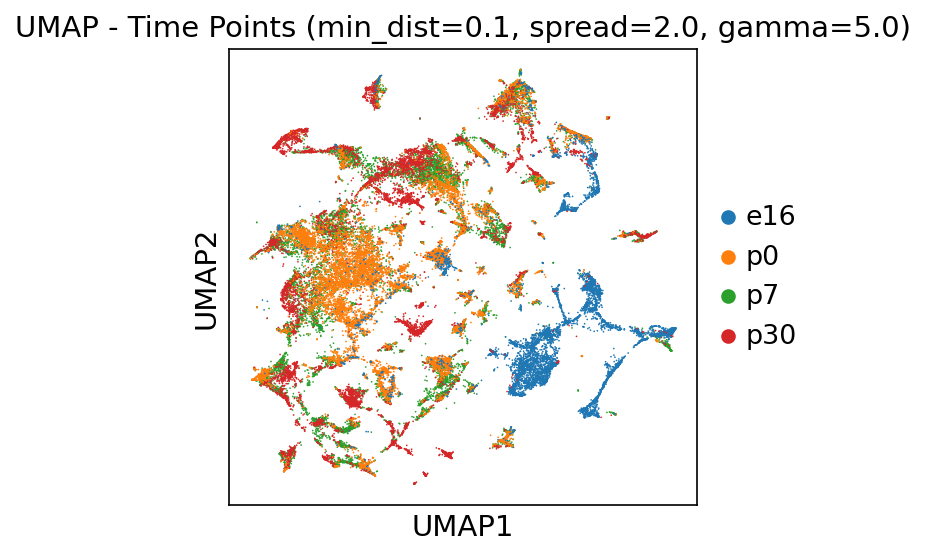 UMAP - Time Points (min_dist=0.1, spread=2.0, gamma=5.0)
UMAP2
e16
p0
p7
p30
UMAP1